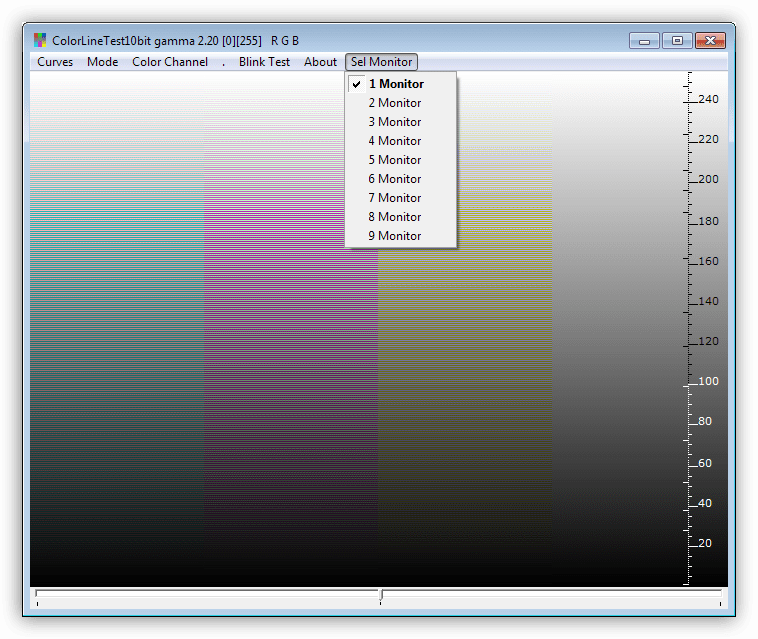 ColorLineTest10bit gamma 2.20 [0][255]   R G B
Curves Mode Color Channel . Blink Test About Sel Monitor
1 Monitor
2 Monitor
3 Monitor
4 Monitor
5 Monitor
6 Monitor
7 Monitor
8 Monitor
9 Monitor
240
220
200
180
160
140
120
100
80
60
40
20